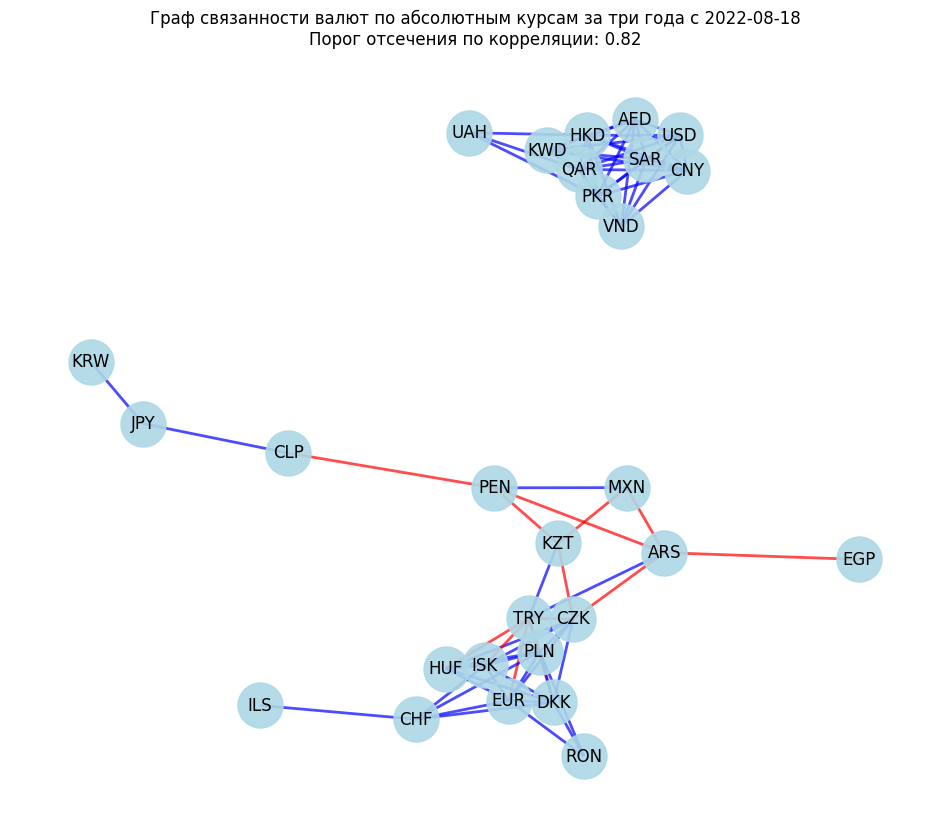 Граф связанности валют по абсолютным курсам за три года с 2022-08-18
Порог отсечения по корреляции: 0.82
AED
UAH
HKD
USD
KWD
SAR
QAR
CNY
PKR
VND
KRW
JPY
CLP
PEN
MXN
KZT
ARS
EGP
TRY
CZK
PLN
HUF
ISK
EUR
DKK
ILS
CHF
RON